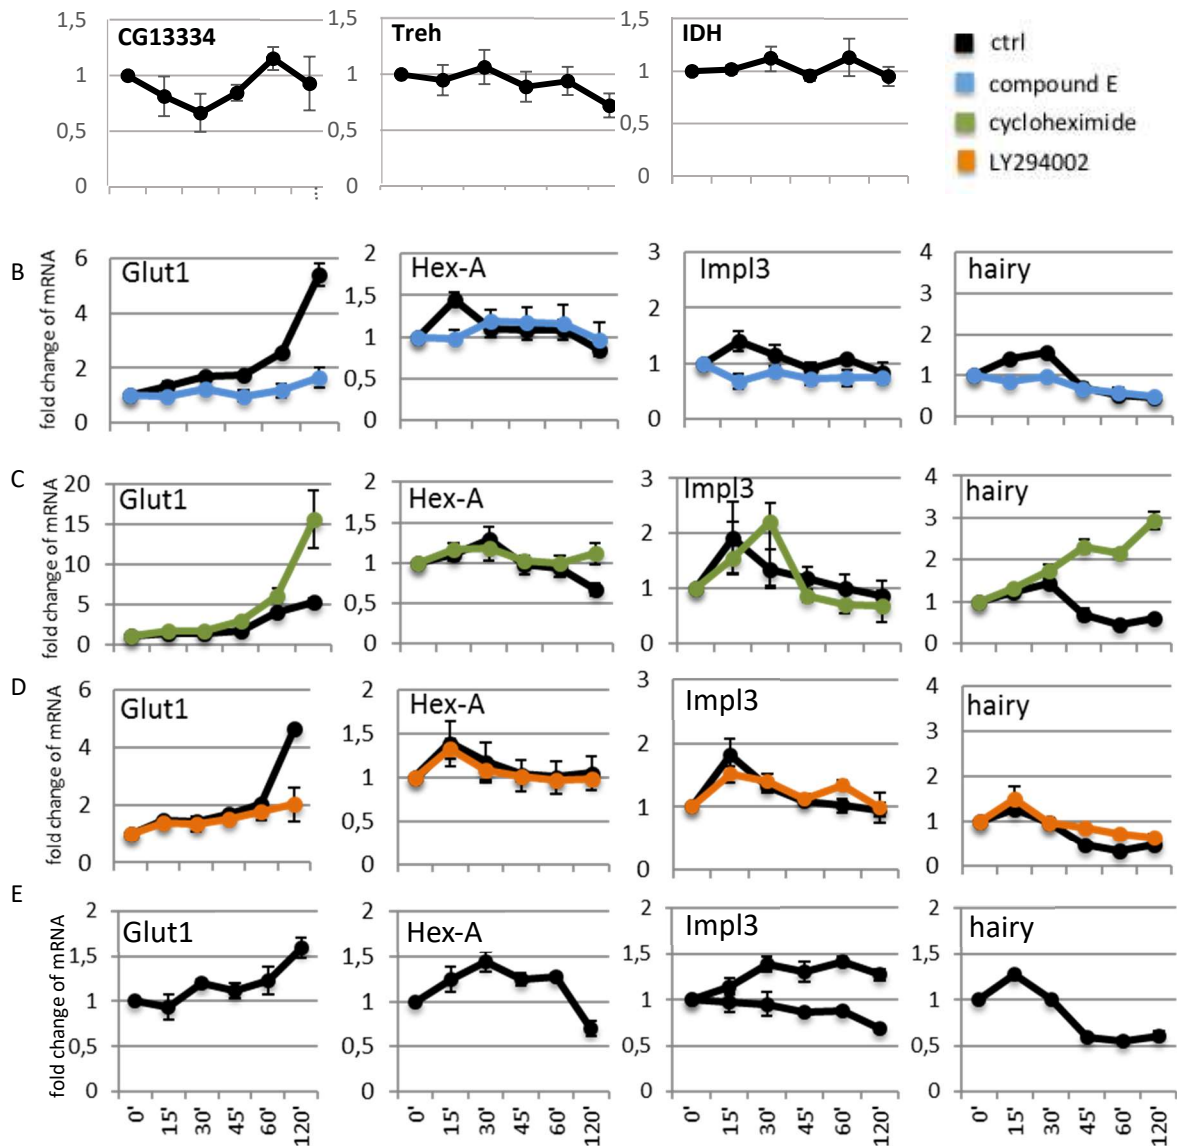 CG13334
1,5
1
0,5
0
Treh
1,5
1
0,5
0
IDH
1,5
1
0,5
0
ctrl
compound E
cycloheximide
LY294002
B
fold change of mRNA
Glut1
6
4
2
0
Hex-A
2
1,5
1
0,5
0
Impl3
3
2
1
0
hairy
4
3
2
1
0
C
fold change of mRNA
Glut1
20
15
10
5
0
Hex-A
2
1,5
1
0,5
0
Impl3
3
2
1
0
hairy
4
3
2
1
0
D
fold change of mRNA
Glut1
6
4
2
0
Hex-A
2
1,5
1
0,5
0
Impl3
3
2
1
0
hairy
4
3
2
1
0
E
fold change of mRNA
Glut1
2
1,5
1
0,5
0
0' 15' 30' 45' 60' 120'
Hex-A
2
1,5
1
0,5
0
0' 15' 30' 45' 60' 120'
Impl3
2
1,5
1
0,5
0
0' 15' 30' 45' 60' 120'
hairy
2
1,5
1
0,5
0
0' 15' 30' 45' 60' 120'